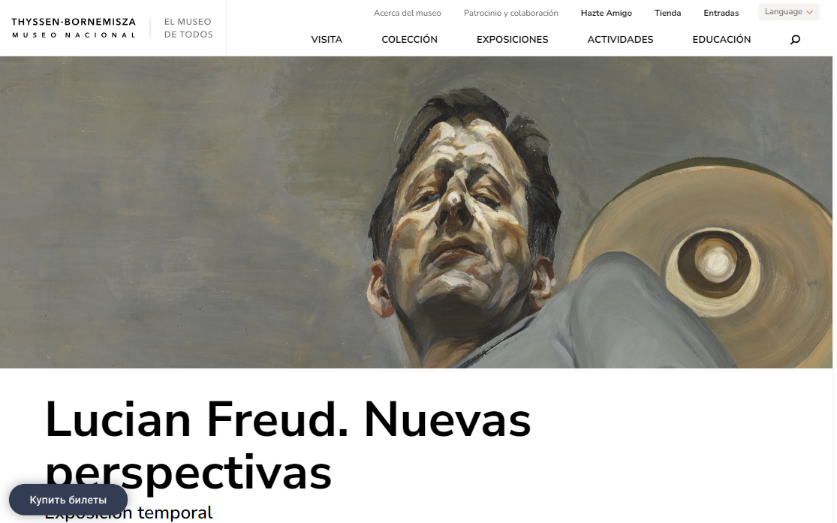 THYSSEN-BORNEMISZA
MUSEO NACIONAL
EL MUSEO
DE TODOS
Acerca del museo Patrocinio y colaboración Hazte Amigo Tienda Entradas Language
VISITA COLECCIÓN EXPOSICIONES ACTIVIDADES EDUCACIÓN
Lucian Freud. Nuevas
perspectivas
Купить билеты
Exposición temporal